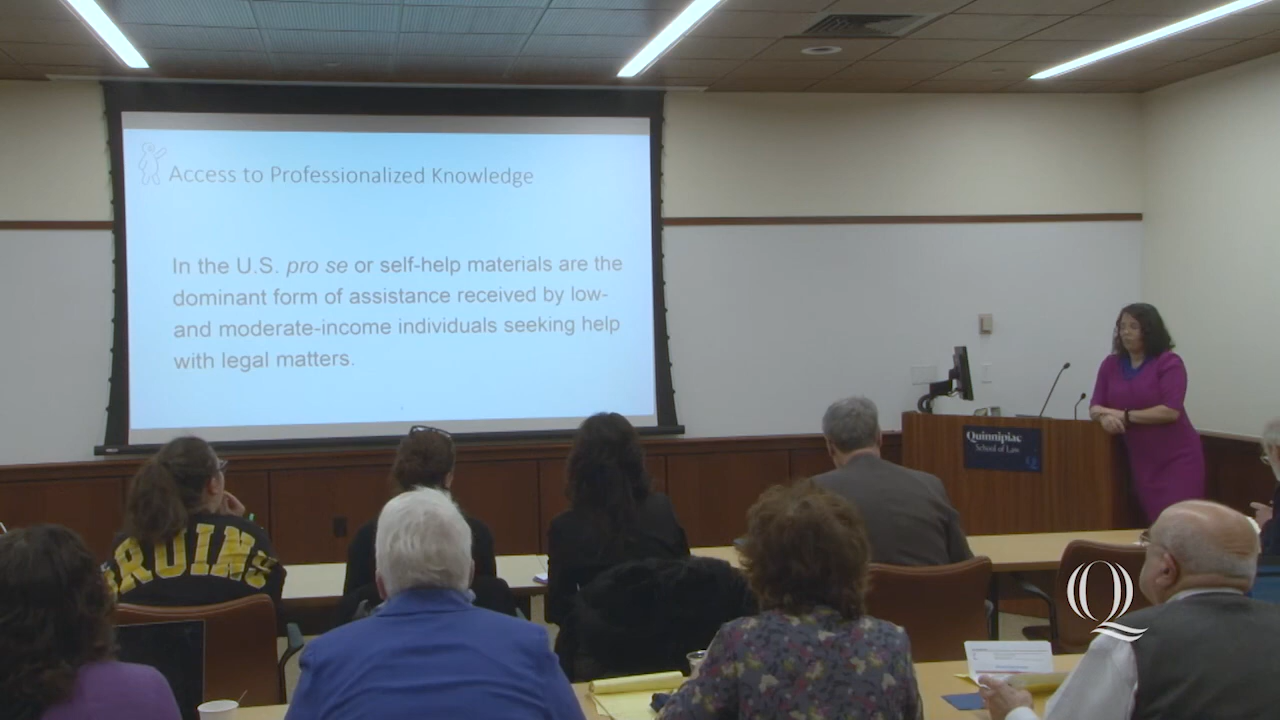 Access to Professionalized Knowledge
In the U.S. pro se or self-help materials are the
dominant form of assistance received by low-
and moderate-income individuals seeking help
with legal matters.
Quinnipiac
School of Law
BRUINS
Q